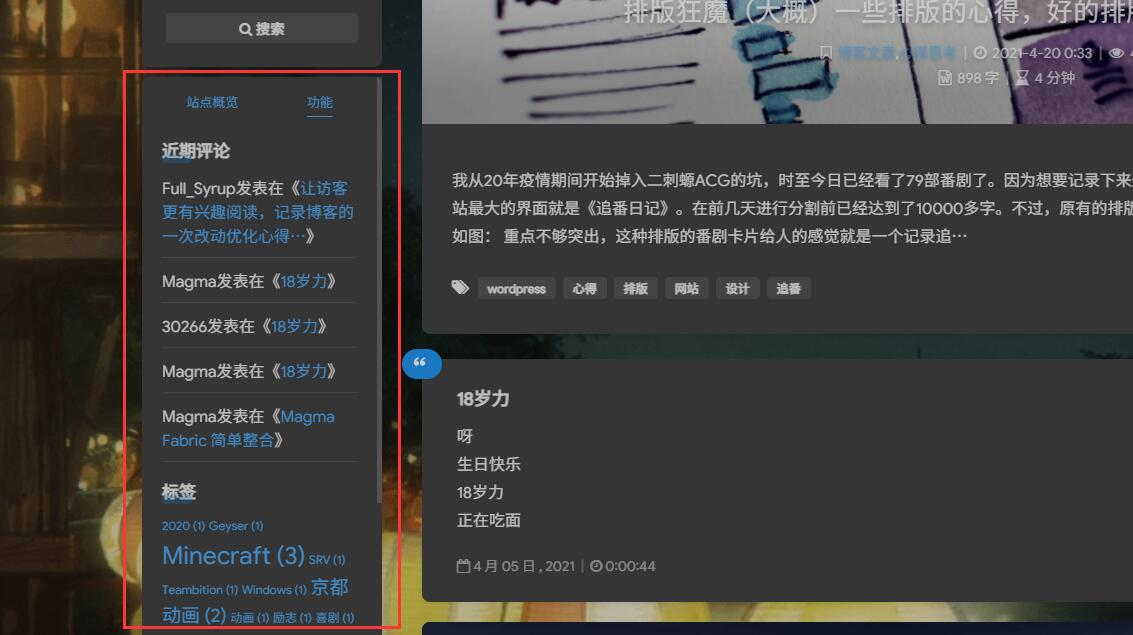 搜索
站点概览 功能
近期评论
Full_Syrup发表在《让访客
更有兴趣阅读，记录博客的
一次改动优化心得…》
Magma发表在《18岁力》
30266发表在《18岁力》
Magma发表在《18岁力》
Magma发表在《Magma
Fabric 简单整合》
标签
2020 (1) Geyser (1)
Minecraft (3) SRV (1)
Teambition (1) Windows (1) 京都
动画 (2) 动画 (1) 励志 (1) 喜剧 (1)
排版狂魔（大概）一些排版的心得，好的排
博客文章, 心得思考 | 2021-4-20 0:33 |
898 字 | 4 分钟
我从20年疫情期间开始掉入二刺螈ACG的坑，时至今日已经看了79部番剧了。因为想要记录下来
站最大的界面就是《追番日记》。在前几天进行分割前已经达到了10000多字。不过，原有的排版
如图： 重点不够突出，这种排版的番剧卡片给人的感觉就是一个记录追…
wordpress 心得 排版 网站 设计 追番
18岁力
呀
生日快乐
18岁力
正在吃面
4 月 05 日 , 2021 | 0:00:44